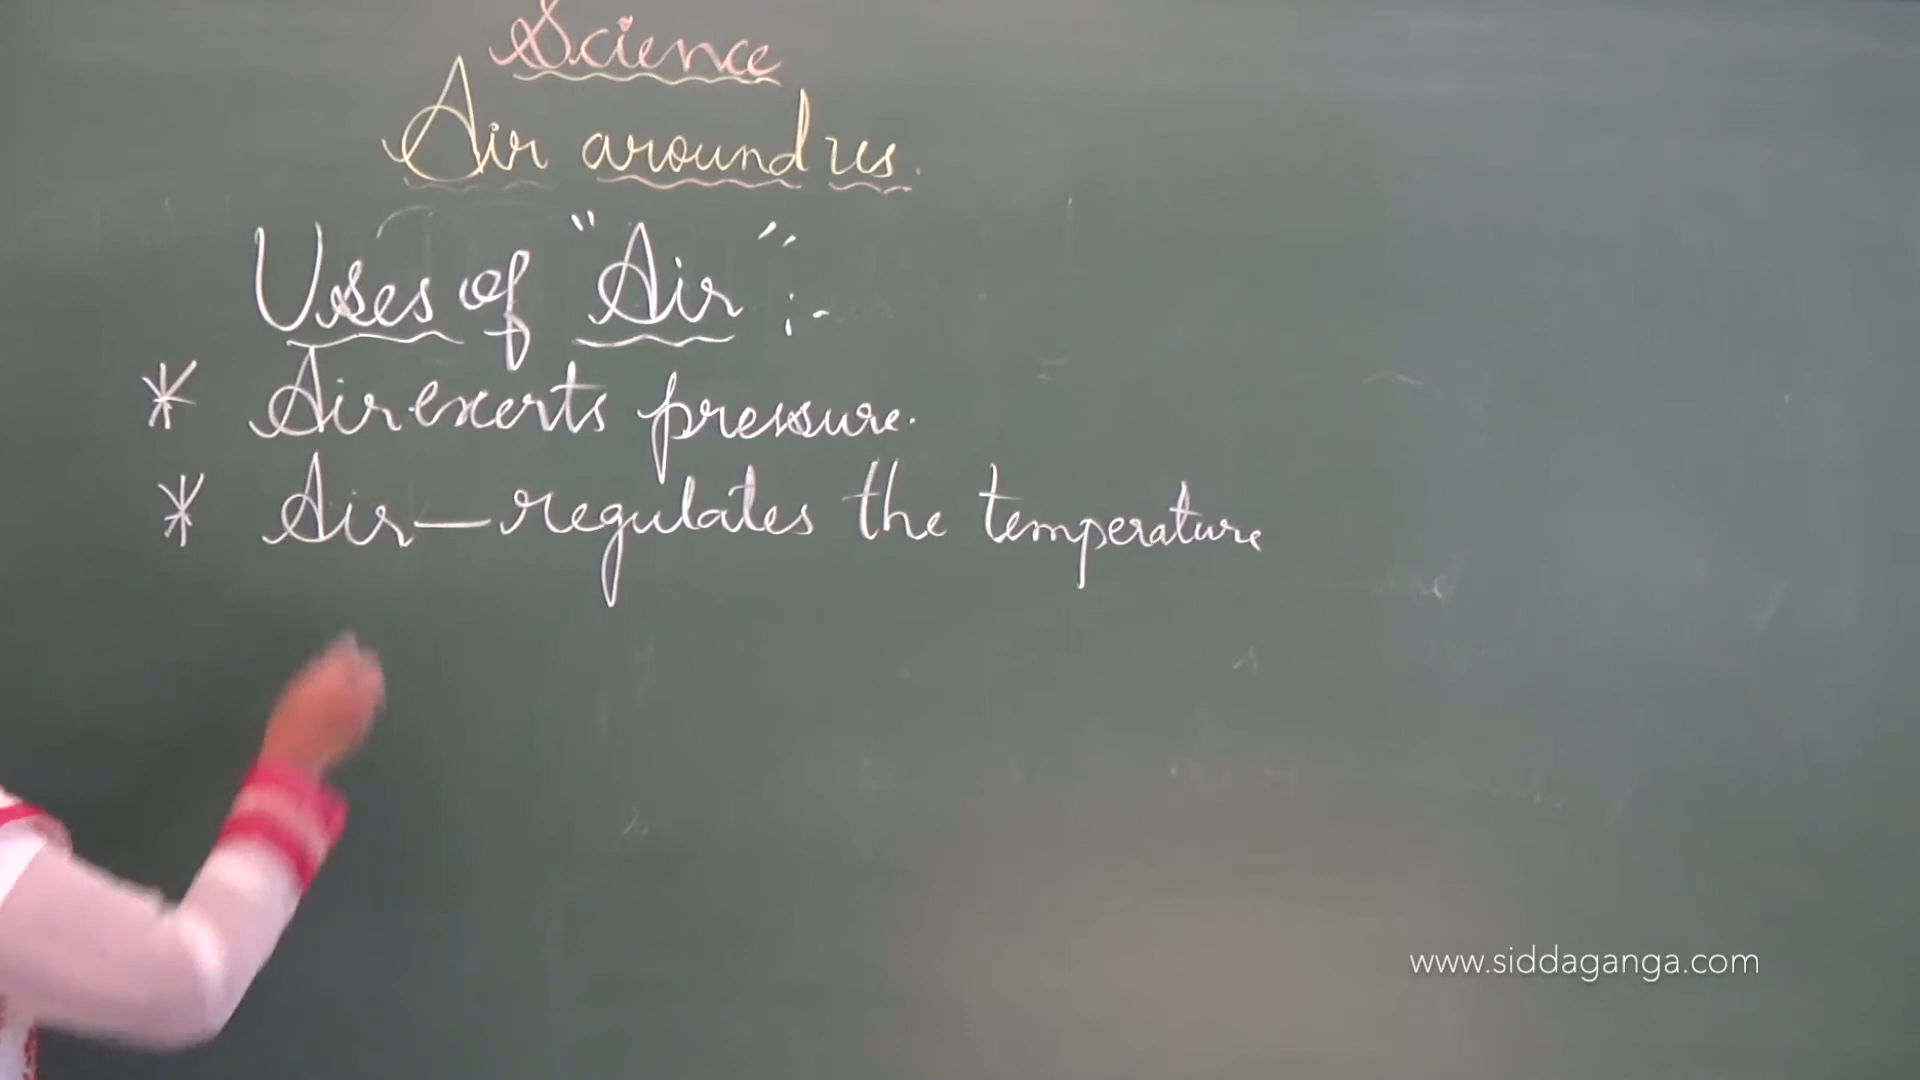 Science
Air around us.
Uses of "Air" :-
* Air exerts pressure.
* Air—regulates the temperature
www.siddaganga.com